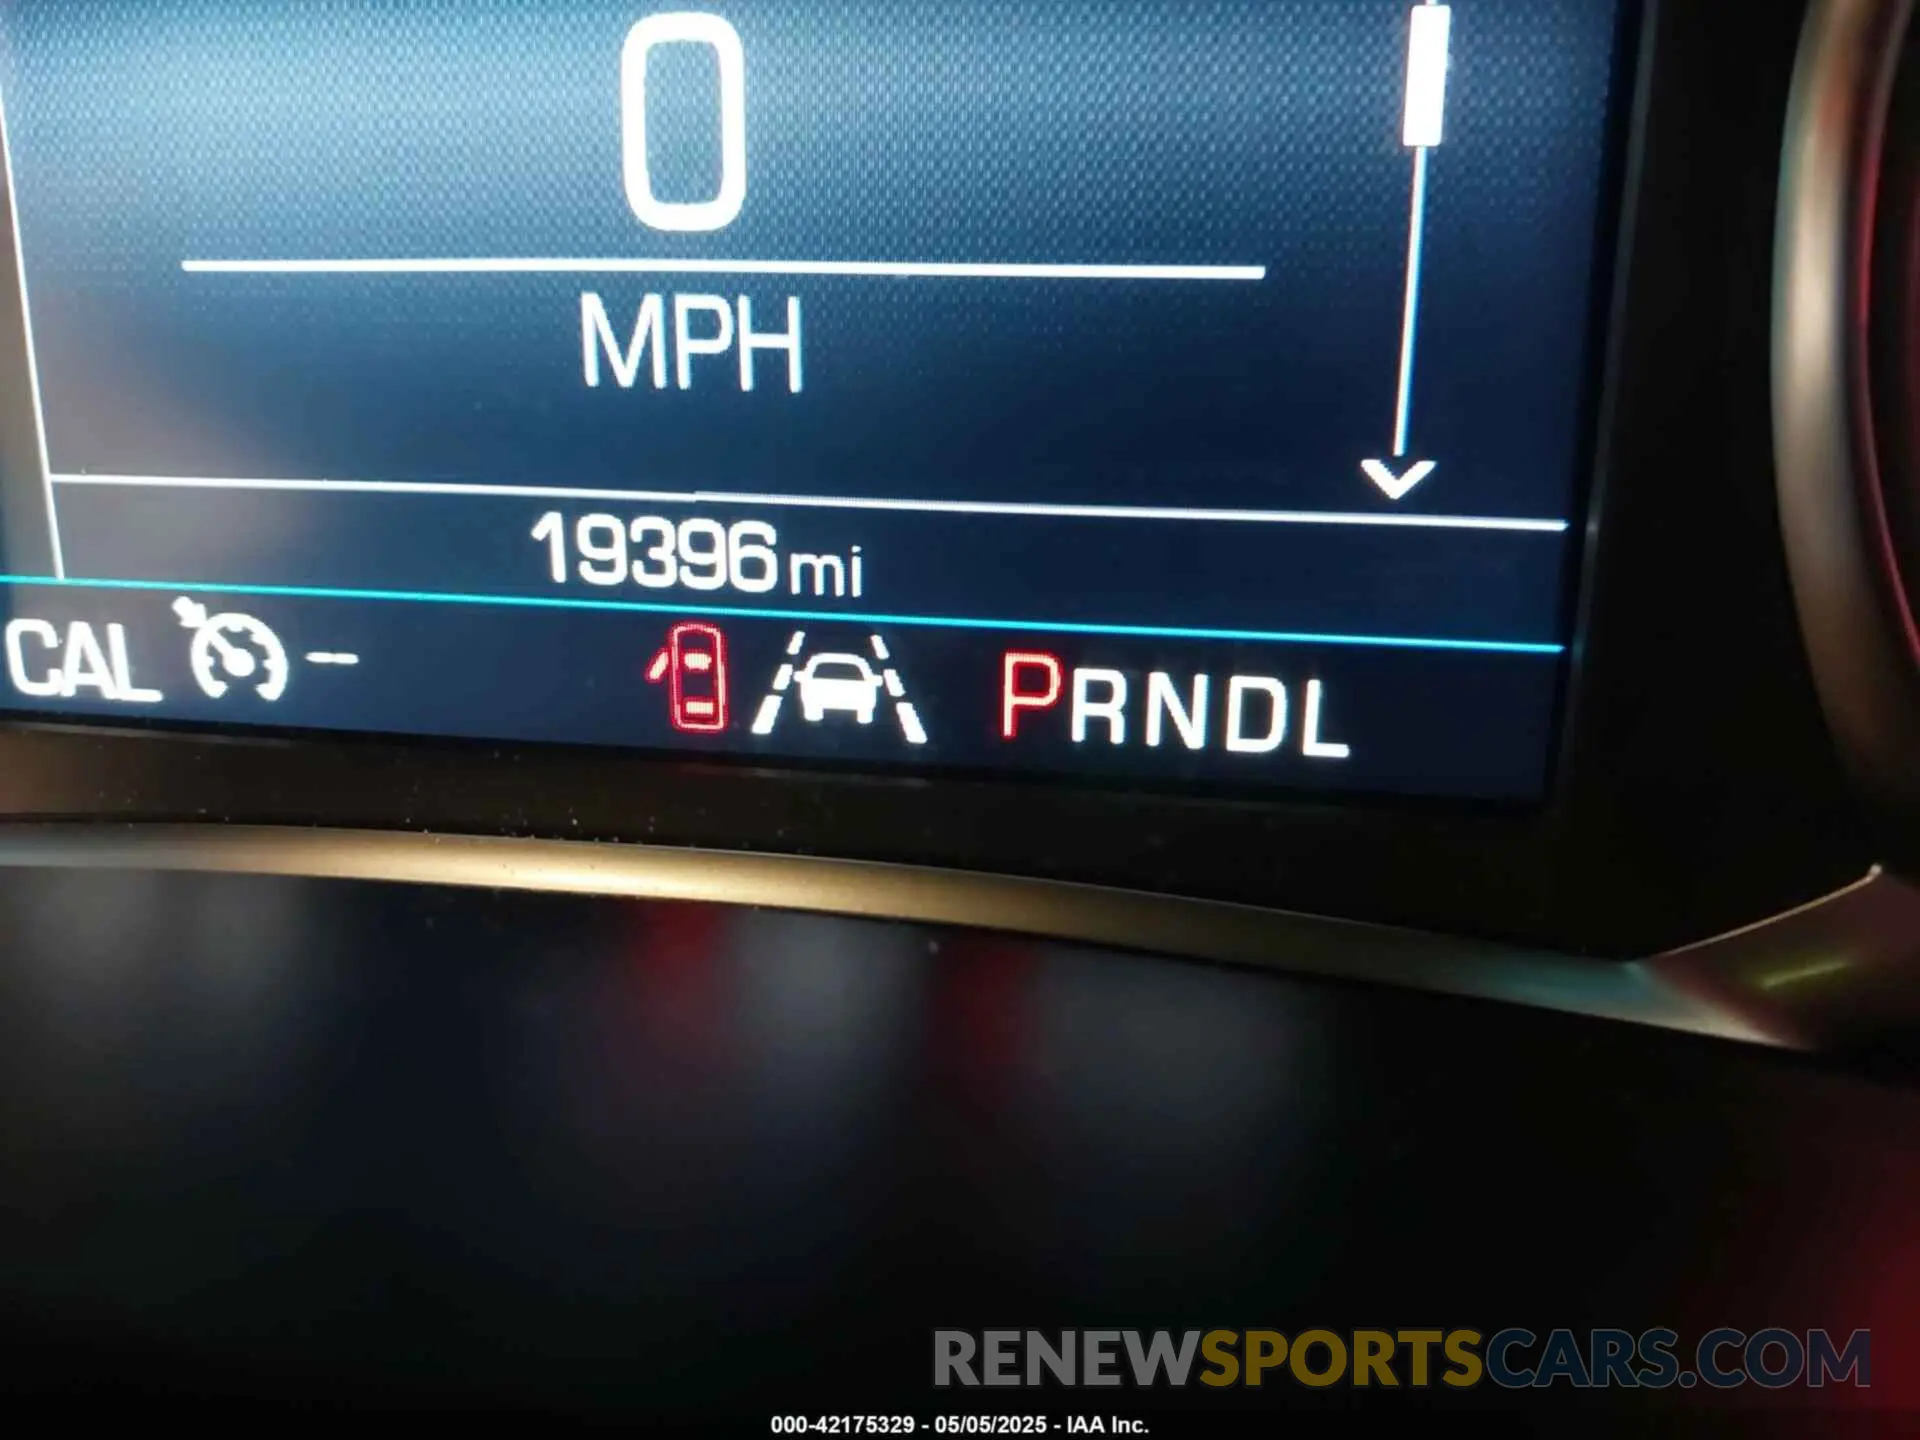 0
MPH
19396 mi
CAL --
PRNDL
RENEWSPORTSCARS.COM
000-42175329 - 05/05/2025 - IAA Inc.